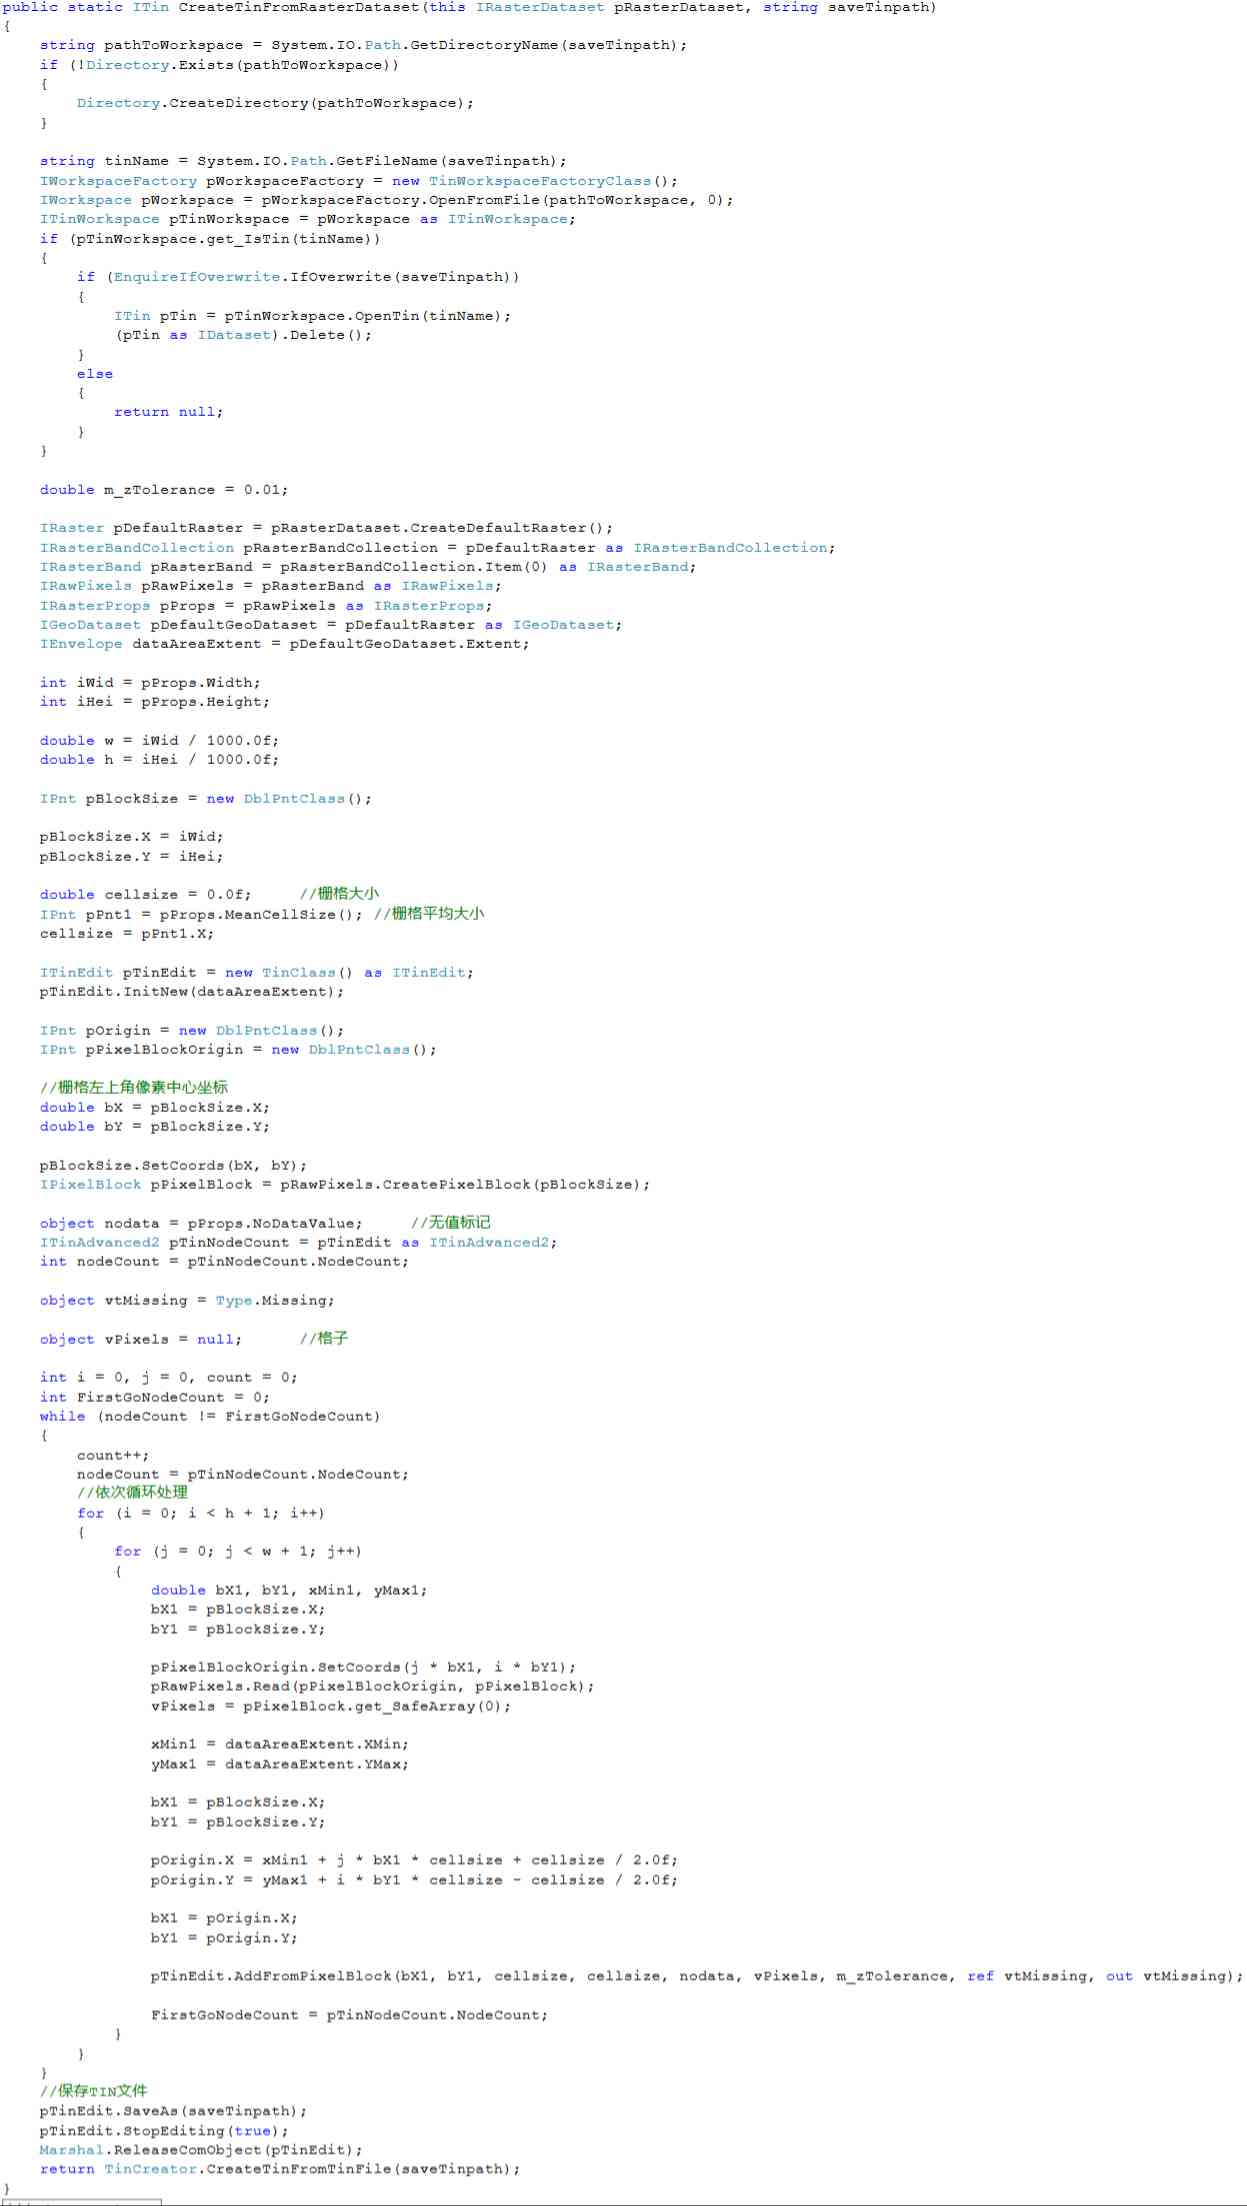 public static ITin CreateTinFromRasterDataset(this IRasterDataset pRasterDataset, string saveTinpath)
{
    string pathToWorkspace = System.IO.Path.GetDirectoryName(saveTinpath);
    if (!Directory.Exists(pathToWorkspace))
    {
        Directory.CreateDirectory(pathToWorkspace);
    }
    string tinName = System.IO.Path.GetFileName(saveTinpath);
    IWorkspaceFactory pWorkspaceFactory = new TinWorkspaceFactoryClass();
    IWorkspace pWorkspace = pWorkspaceFactory.OpenFromFile(pathToWorkspace, 0);
    ITinWorkspace pTinWorkspace = pWorkspace as ITinWorkspace;
    if (pTinWorkspace.get_IsTin(tinName))
    {
        if (EnquireIfOverwrite.IfOverwrite(saveTinpath))
        {
            ITin pTin = pTinWorkspace.OpenTin(tinName);
            (pTin as IDataset).Delete();
        }
        else
        {
            return null;
        }
    }
    double m_zTolerance = 0.01;
    IRaster pDefaultRaster = pRasterDataset.CreateDefaultRaster();
    IRasterBandCollection pRasterBandCollection = pDefaultRaster as IRasterBandCollection;
    IRasterBand pRasterBand = pRasterBandCollection.Item(0) as IRasterBand;
    IRawPixels pRawPixels = pRasterBand as IRawPixels;
    IRasterProps pProps = pRawPixels as IRasterProps;
    IGeoDataset pDefaultGeoDataset = pDefaultRaster as IGeoDataset;
    IEnvelope dataAreaExtent = pDefaultGeoDataset.Extent;
    int iWid = pProps.Width;
    int iHei = pProps.Height;
    double w = iWid / 1000.0f;
    double h = iHei / 1000.0f;
    IPnt pBlockSize = new DblPntClass();
    pBlockSize.X = iWid;
    pBlockSize.Y = iHei;
    double cellsize = 0.0f;     //栅格大小
    IPnt pPnt1 = pProps.MeanCellSize(); //栅格平均大小
    cellsize = pPnt1.X;
    ITinEdit pTinEdit = new TinClass() as ITinEdit;
    pTinEdit.InitNew(dataAreaExtent);
    IPnt pOrigin = new DblPntClass();
    IPnt pPixelBlockOrigin = new DblPntClass();
    //栅格左上角像素中心坐标
    double bX = pBlockSize.X;
    double bY = pBlockSize.Y;
    pBlockSize.SetCoords(bX, bY);
    IPixelBlock pPixelBlock = pRawPixels.CreatePixelBlock(pBlockSize);
    object nodata = pProps.NoDataValue;     //无值标记
    ITinAdvanced2 pTinNodeCount = pTinEdit as ITinAdvanced2;
    int nodeCount = pTinNodeCount.NodeCount;
    object vtMissing = Type.Missing;
    object vPixels = null;      //格子
    int i = 0, j = 0, count = 0;
    int FirstGoNodeCount = 0;
    while (nodeCount != FirstGoNodeCount)
    {
        count++;
        nodeCount = pTinNodeCount.NodeCount;
        //依次循环处理
        for (i = 0; i < h + 1; i++)
        {
            for (j = 0; j < w + 1; j++)
            {
                double bX1, bY1, xMin1, yMax1;
                bX1 = pBlockSize.X;
                bY1 = pBlockSize.Y;
                pPixelBlockOrigin.SetCoords(j * bX1, i * bY1);
                pRawPixels.Read(pPixelBlockOrigin, pPixelBlock);
                vPixels = pPixelBlock.get_SafeArray(0);
                xMin1 = dataAreaExtent.XMin;
                yMax1 = dataAreaExtent.YMax;
                bX1 = pBlockSize.X;
                bY1 = pBlockSize.Y;
                pOrigin.X = xMin1 + j * bX1 * cellsize + cellsize / 2.0f;
                pOrigin.Y = yMax1 + i * bY1 * cellsize - cellsize / 2.0f;
                bX1 = pOrigin.X;
                bY1 = pOrigin.Y;
                pTinEdit.AddFromPixelBlock(bX1, bY1, cellsize, cellsize, nodata, vPixels, m_zTolerance, ref vtMissing, out vtMissing);
                FirstGoNodeCount = pTinNodeCount.NodeCount;
            }
        }
    }
    //保存TIN文件
    pTinEdit.SaveAs(saveTinpath);
    pTinEdit.StopEditing(true);
    Marshal.ReleaseComObject(pTinEdit);
    return TinCreator.CreateTinFromTinFile(saveTinpath);
}